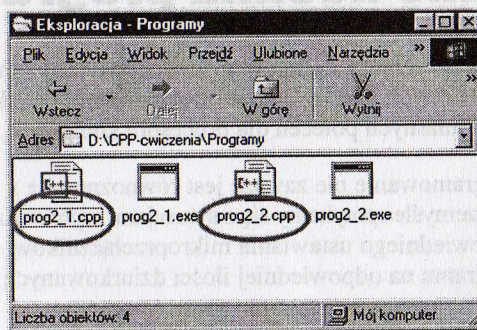 Eksploracja - Programy
Plik Edycja Widok Przejdź Ulubione Narzędzia »
Wstecz Dalej W górę Wytnij »
Adres D:\CPP-cwiczenia\Programy
C++ C++
prog2_1.cpp prog2_1.exe prog2_2.cpp prog2_2.exe
Liczba obiektów: 4 Mój komputer